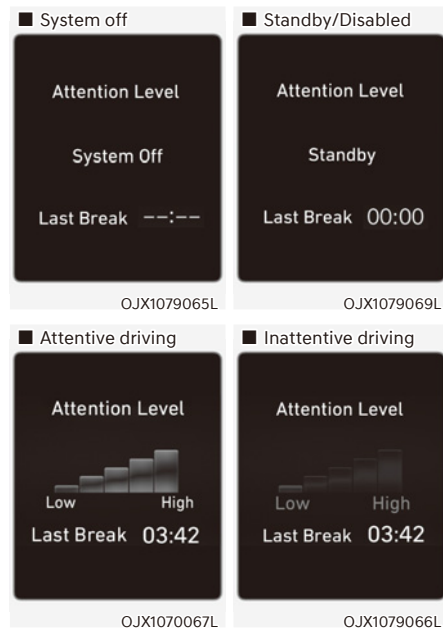 ■ System off
Attention Level
System Off
Last Break --:--
OJX1079065L
■ Standby/Disabled
Attention Level
Standby
Last Break 00:00
OJX1079069L
■ Attentive driving
Attention Level
Low High
Last Break 03:42
OJX1070067L
■ Inattentive driving
Attention Level
Low High
Last Break 03:42
OJX1079066L